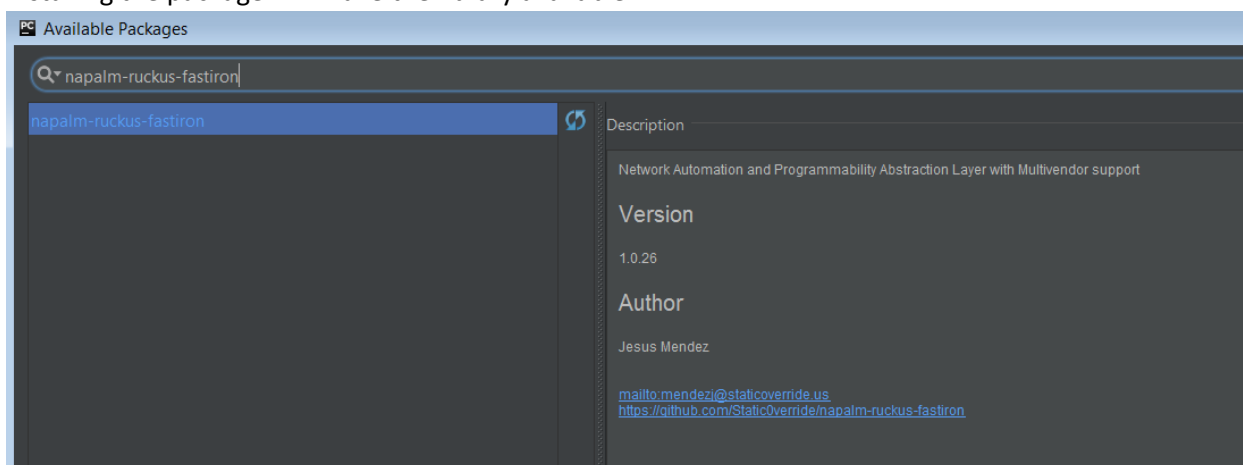 Available Packages
napalm-ruckus-fastiron
napalm-ruckus-fastiron
Description
Network Automation and Programmability Abstraction Layer with Multivendor support
Version
1.0.26
Author
Jesus Mendez
mailto:mendezj@staticoverride.us
https://github.com/Static0verride/napalm-ruckus-fastiron